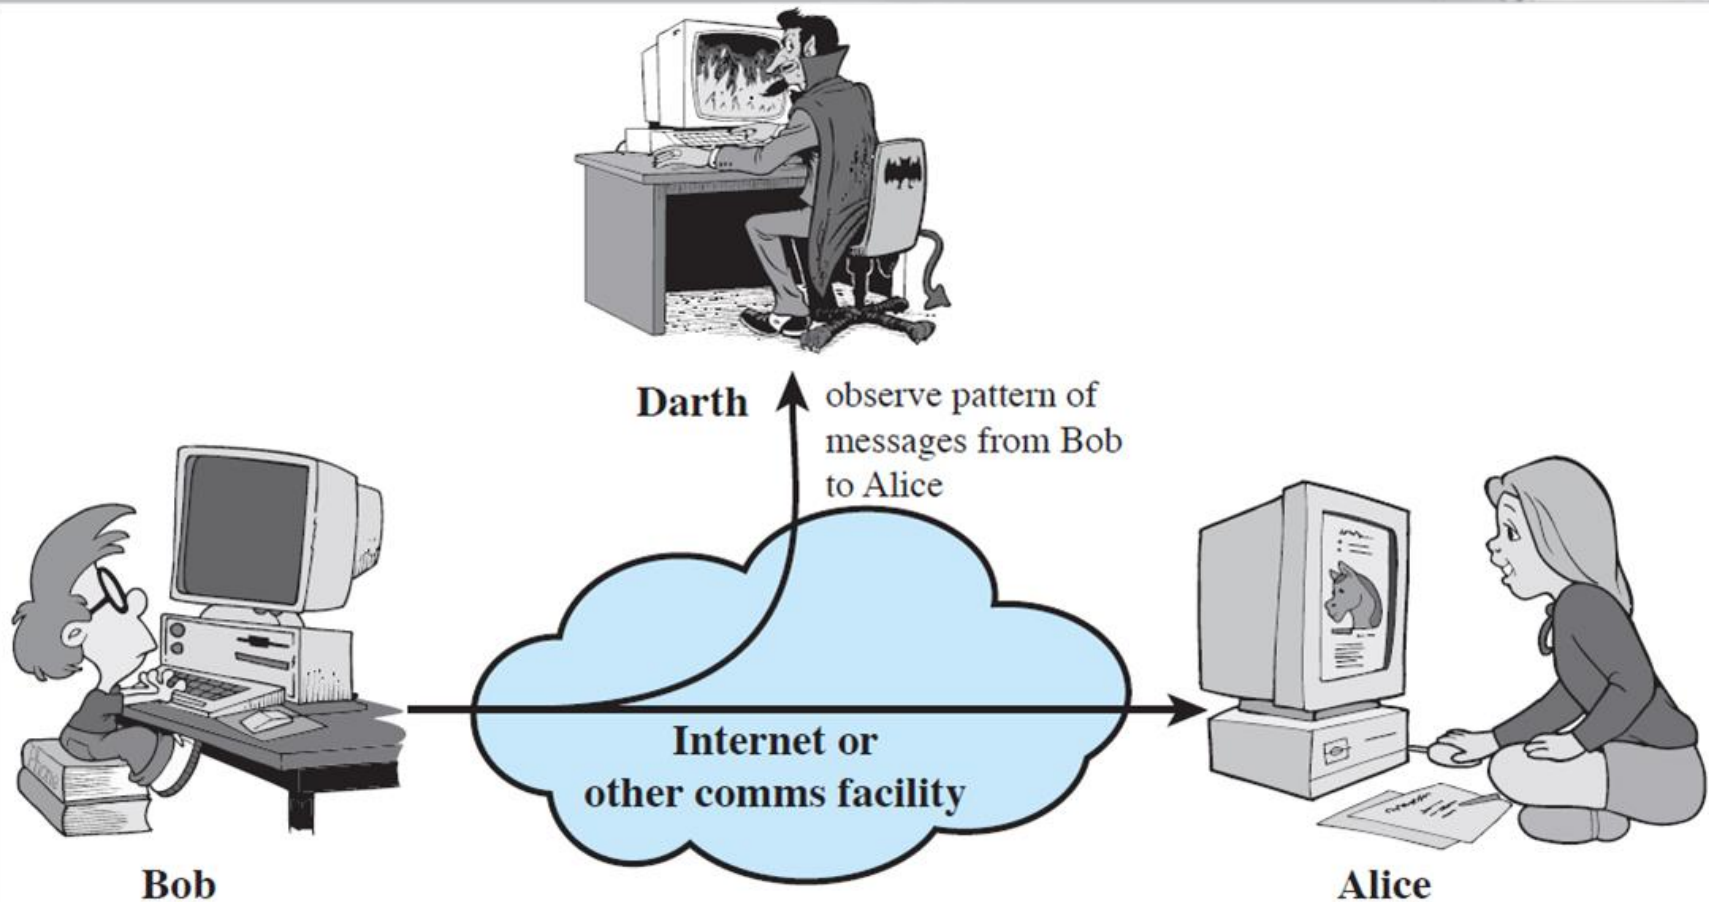 Darth
observe pattern of
messages from Bob
to Alice
Internet or
other comms facility
Bob
Alice